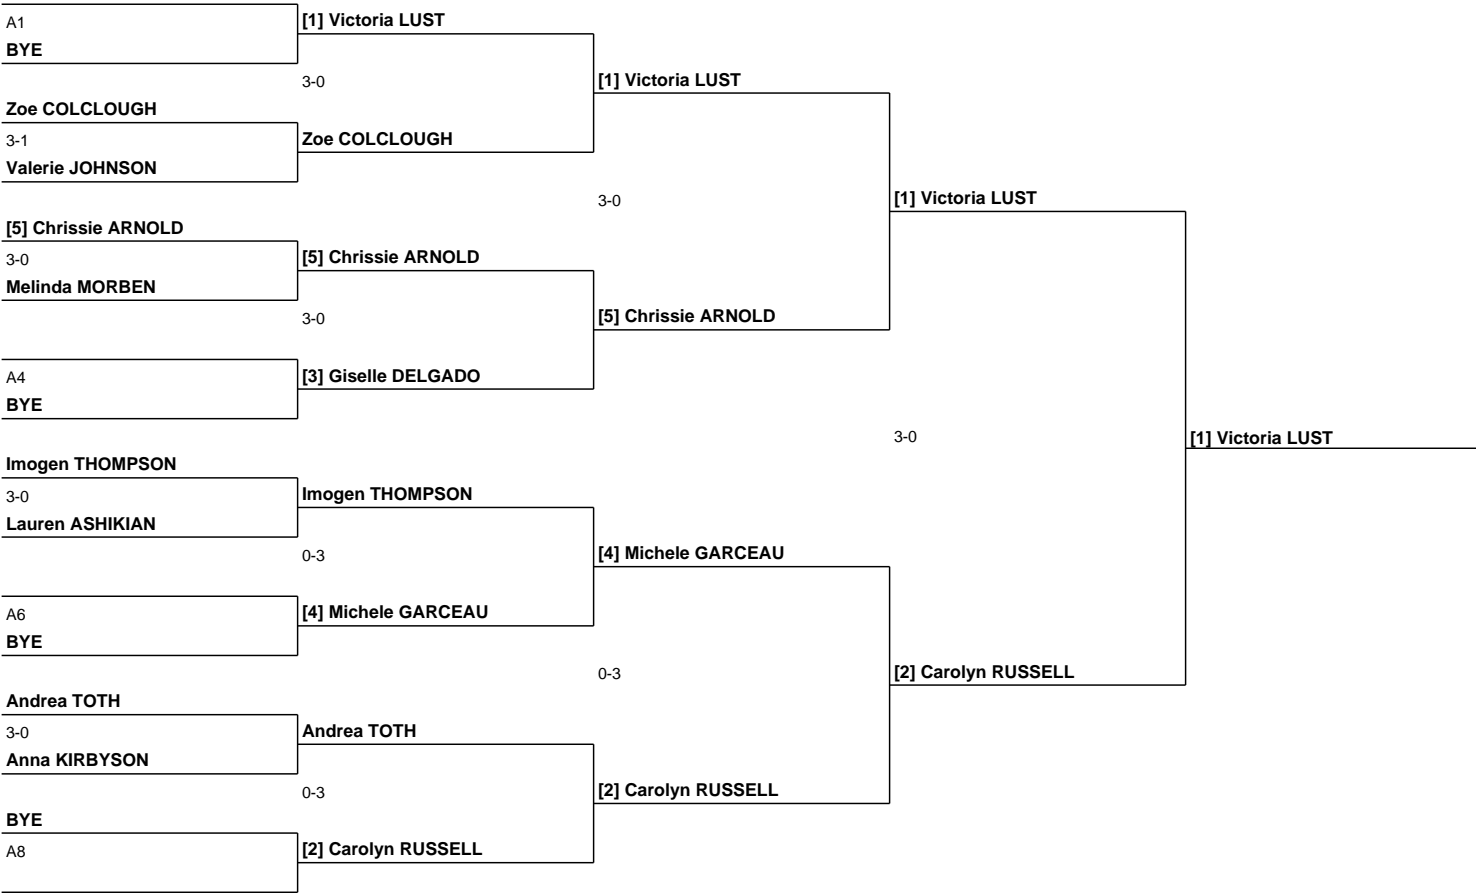 A1
BYE
[1] Victoria LUST
3-0
Zoe COLCLOUGH
3-1
Valerie JOHNSON
Zoe COLCLOUGH
[1] Victoria LUST
3-0
[5] Chrissie ARNOLD
3-0
Melinda MORBEN
[5] Chrissie ARNOLD
3-0
A4
BYE
[3] Giselle DELGADO
[5] Chrissie ARNOLD
[1] Victoria LUST
3-0
Imogen THOMPSON
3-0
Lauren ASHIKIAN
Imogen THOMPSON
0-3
A6
BYE
[4] Michele GARCEAU
[4] Michele GARCEAU
0-3
Andrea TOTH
3-0
Anna KIRBYSON
Andrea TOTH
0-3
BYE
A8
[2] Carolyn RUSSELL
[2] Carolyn RUSSELL
[2] Carolyn RUSSELL
[1] Victoria LUST